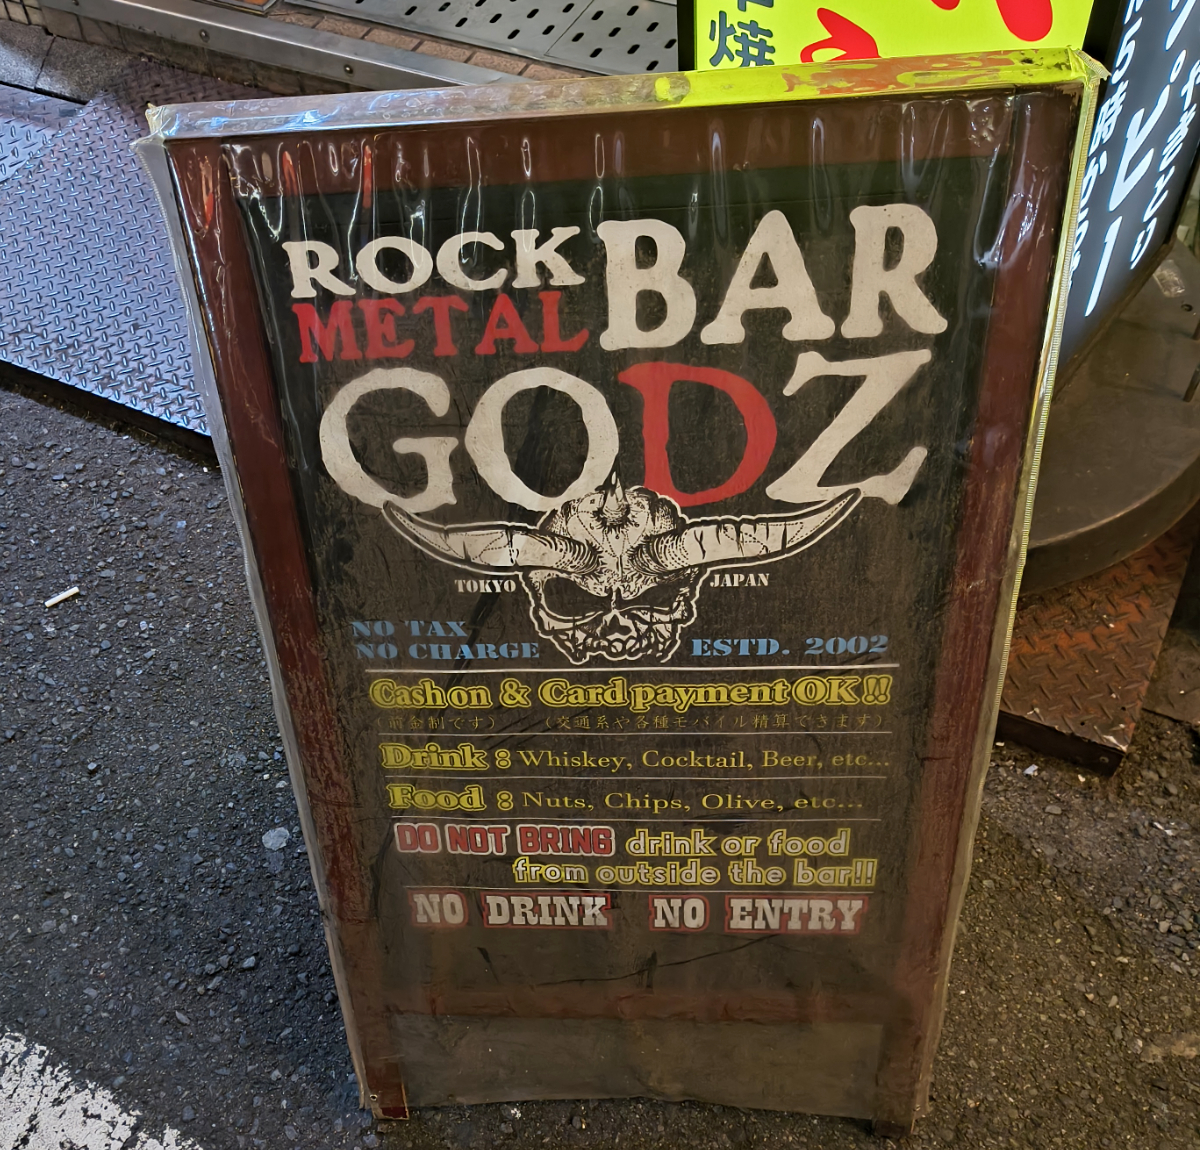 ROCK BAR
METAL
GODZ
TOKYO JAPAN
NO TAX
NO CHARGE
ESTD. 2002
Cash on & Card payment OK!!
(前金制です) (交通系や各種モバイル精算できます)
Drink : Whiskey, Cocktail, Beer, etc...
Food : Nuts, Chips, Olive, etc...
DO NOT BRING drink or food
from outside the bar!!
NO DRINK NO ENTRY
焼